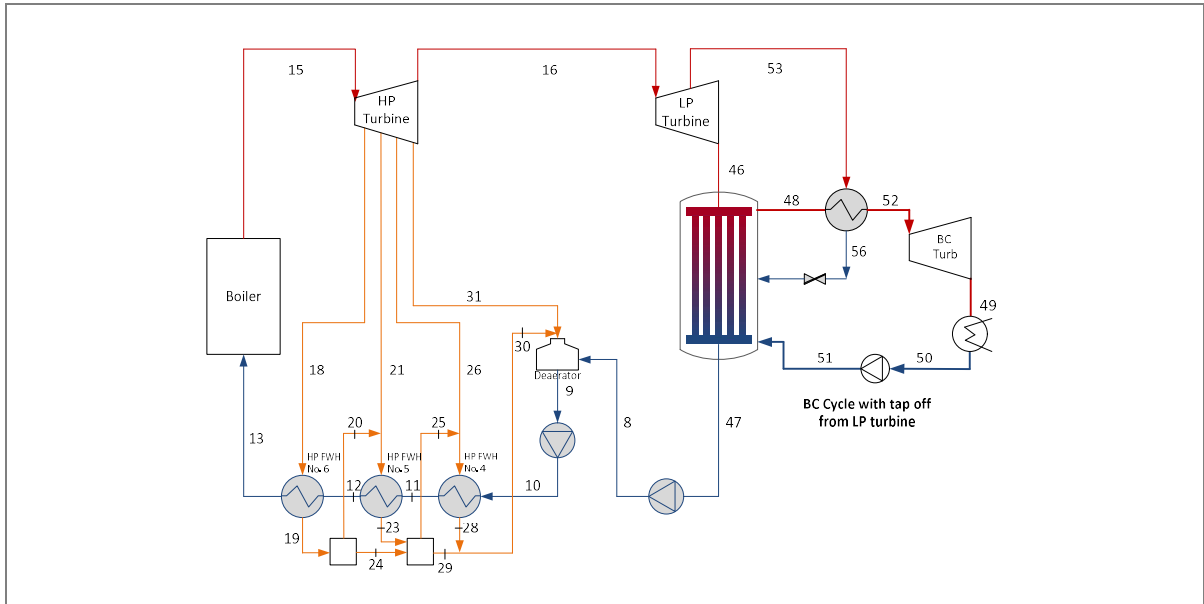 15
16
53
HP
Turbine
LP
Turbine
46
48
52
BC
Turb
56
Boiler
31
49
30
Deaerator
51
50
18
21
26
9
8
47
BC Cycle with tap off
from LP turbine
20
25
13
HP FWH
No. 6
HP FWH
No. 5
HP FWH
No. 4
12
11
10
23
28
19
24
29